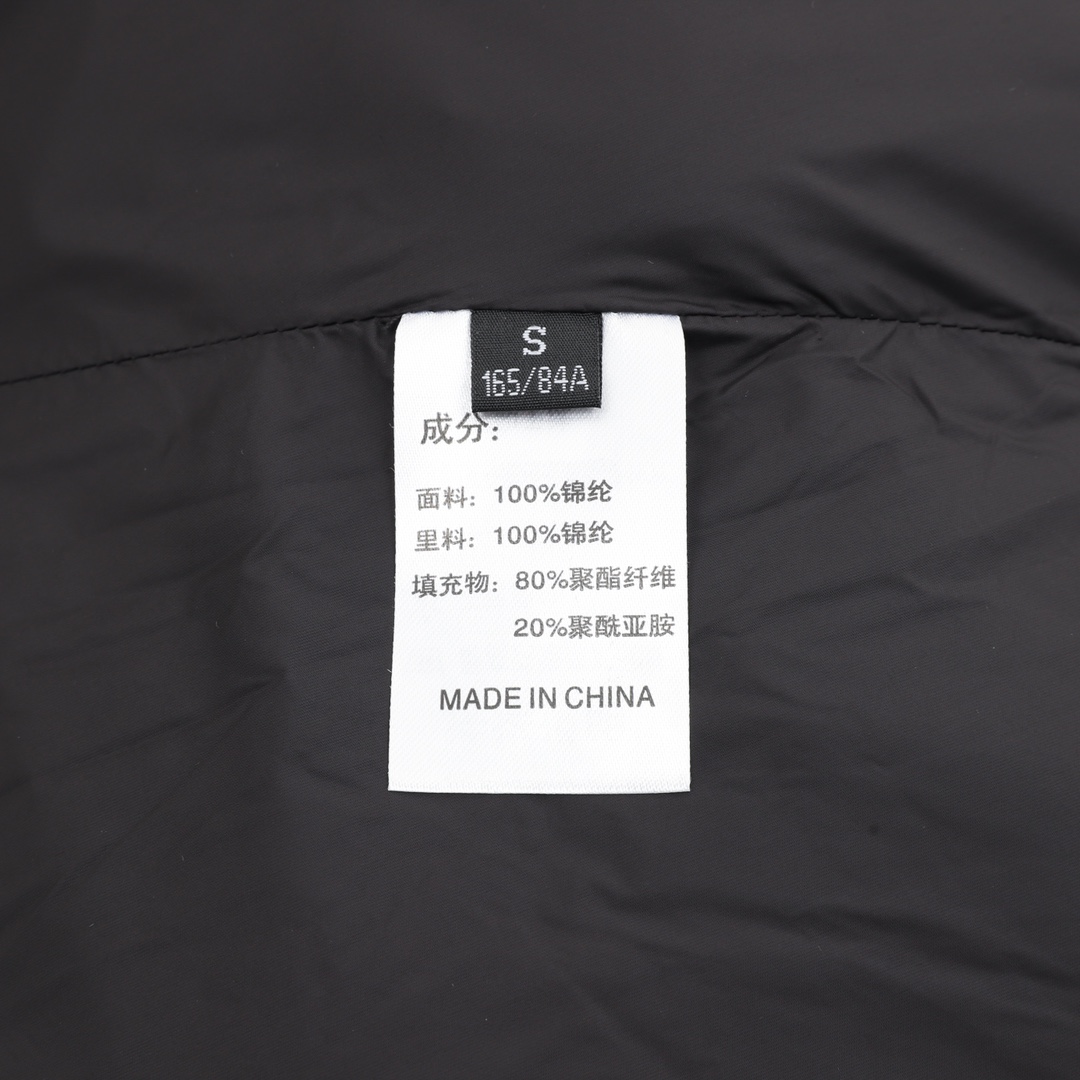 S
165/84A
成分:
面料: 100%锦纶
里料: 100%锦纶
填充物: 80%聚酯纤维
20%聚酰亚胺
MADE IN CHINA